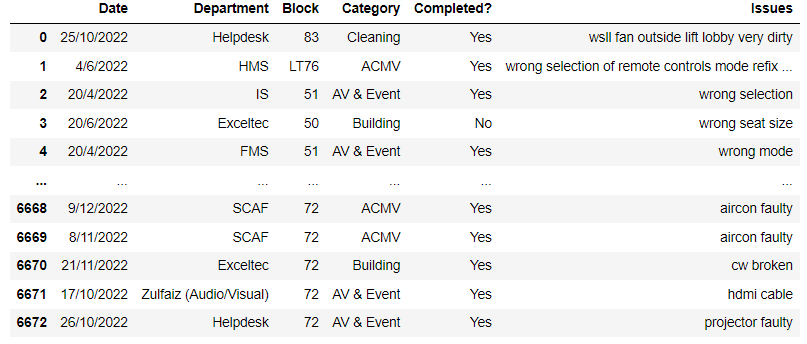 Date Department Block Category Completed? Issues
0 25/10/2022 Helpdesk 83 Cleaning Yes wsll fan outside lift lobby very dirty
1 4/6/2022 HMS LT76 ACMV Yes wrong selection of remote controls mode refix ...
2 20/4/2022 IS 51 AV & Event Yes wrong selection
3 20/6/2022 Exceltec 50 Building No wrong seat size
4 20/4/2022 FMS 51 AV & Event Yes wrong mode
... ... ... ... ... ... ...
6668 9/12/2022 SCAF 72 ACMV Yes aircon faulty
6669 8/11/2022 SCAF 72 ACMV Yes aircon faulty
6670 21/11/2022 Exceltec 72 Building Yes cw broken
6671 17/10/2022 Zulfaiz (Audio/Visual) 72 AV & Event Yes hdmi cable
6672 26/10/2022 Helpdesk 72 AV & Event Yes projector faulty